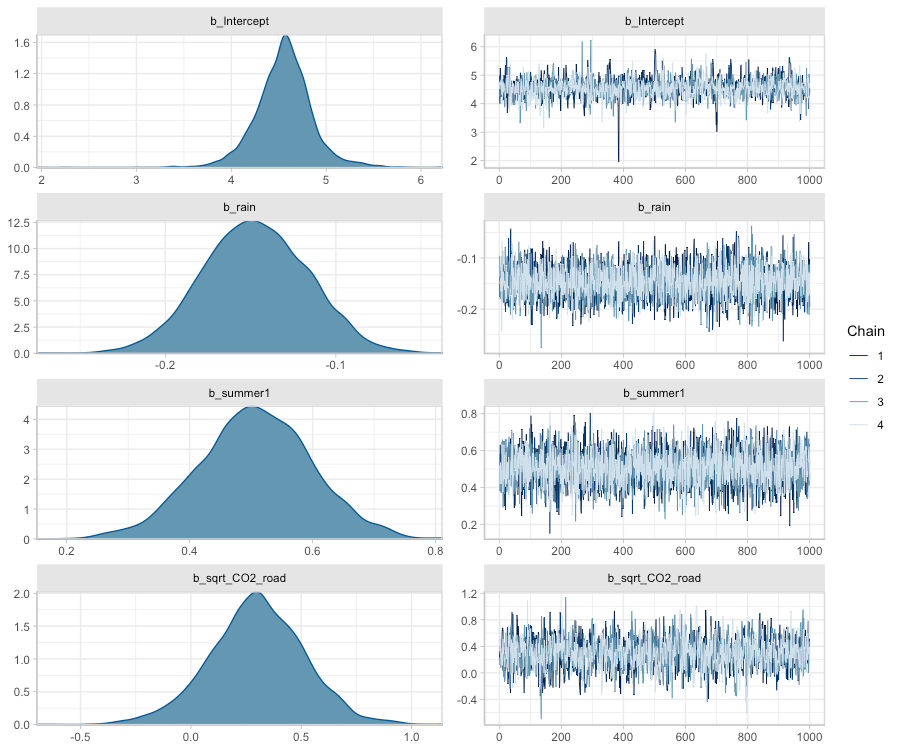 b_Intercept
1.6
1.2
0.8
0.4
0.0
2 3 4 5 6
b_Intercept
6
5
4
3
2
0 200 400 600 800 1000
b_rain
12.5
10.0
7.5
5.0
2.5
0.0
-0.2 -0.1
b_rain
-0.1
-0.2
0 200 400 600 800 1000
b_summer1
4
3
2
1
0
0.2 0.4 0.6 0.8
b_summer1
0.8
0.6
0.4
0.2
0 200 400 600 800 1000
b_sqrt_CO2_road
2.0
1.5
1.0
0.5
0.0
-0.5 0.0 0.5 1.0
b_sqrt_CO2_road
1.2
0.8
0.4
0.0
-0.4
0 200 400 600 800 1000
Chain
1
2
3
4